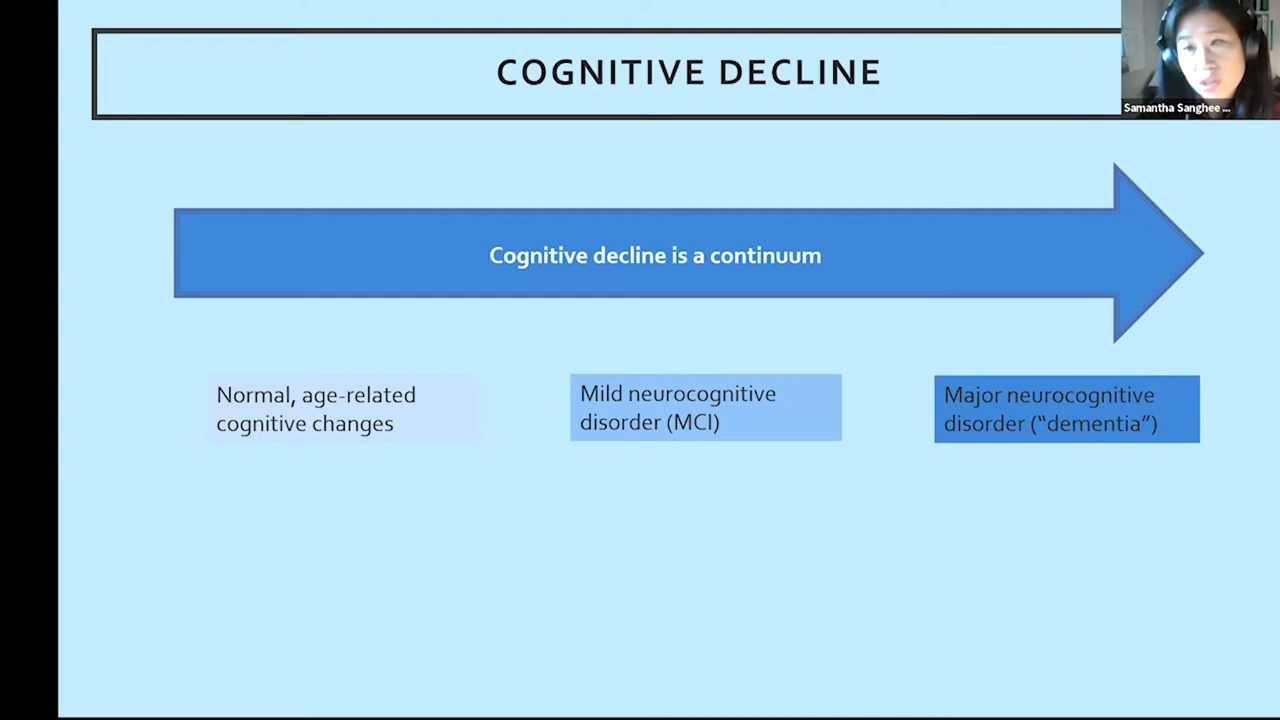 COGNITIVE DECLINE
Samantha Sanghee ...
Cognitive decline is a continuum
Normal, age-related
cognitive changes
Mild neurocognitive
disorder (MCI)
Major neurocognitive
disorder (“dementia”)